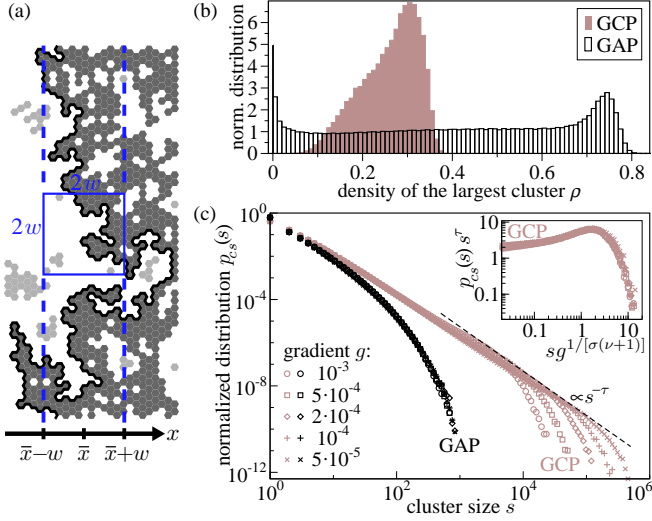 (a)
2w
2w
x
x̅−w
x̅
x̅+w
(b)
norm. distribution
6
5
4
3
2
1
0
0
0.2
0.4
0.6
0.8
density of the largest cluster ρ
GCP
GAP
(c)
normalized distribution p_cs(s)
10^0
10^-4
10^-8
10^-12
10^0
10^2
10^4
10^6
cluster size s
gradient g:
10^-3
5·10^-4
2·10^-4
10^-4
5·10^-5
GAP
GCP
∝s^-τ
GCP
p_cs(s) s^τ
10
1
0.1
0.1
1
10
sg^1/[σ(ν+1)]